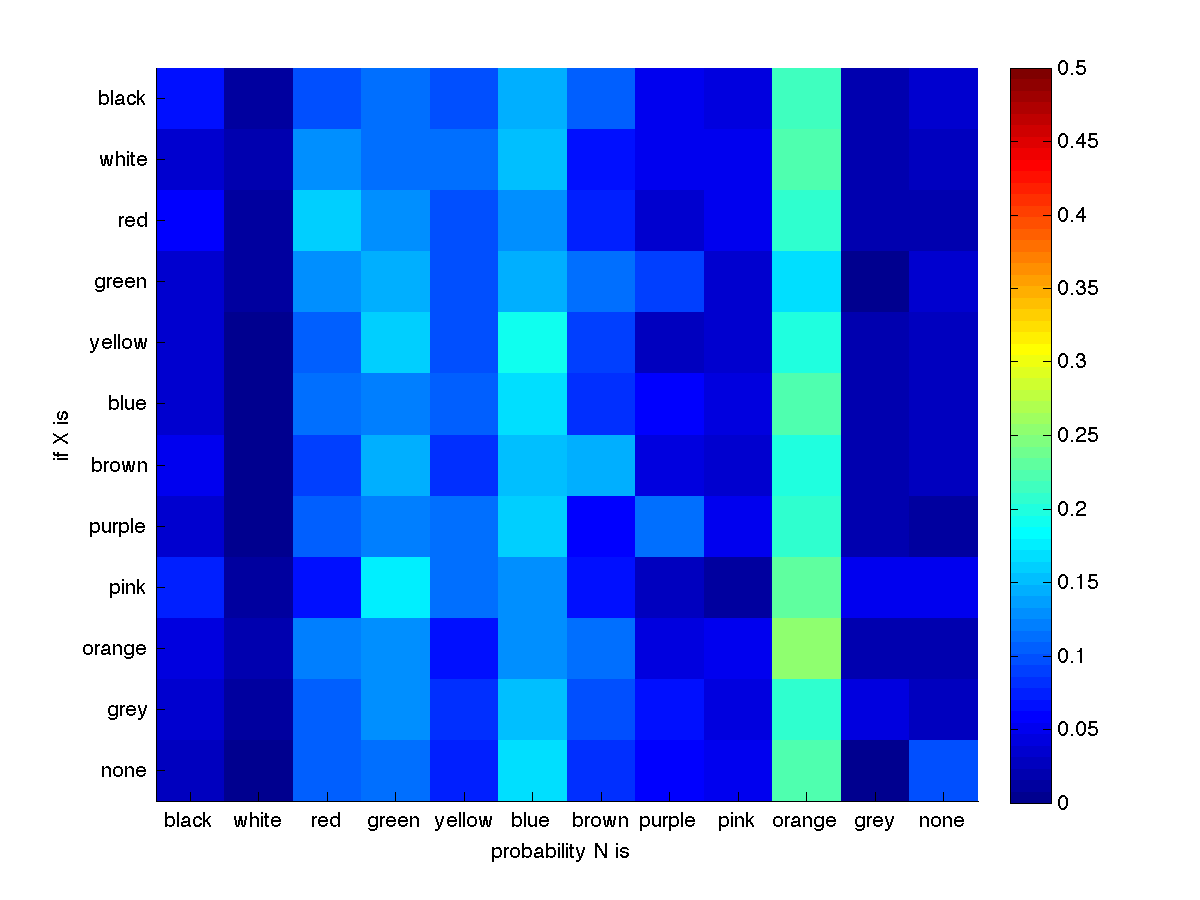 black
white
red
green
yellow
blue
brown
purple
pink
orange
grey
none
if X is
black white red green yellow blue brown purple pink orange grey none
probability N is
0.5
0.45
0.4
0.35
0.3
0.25
0.2
0.15
0.1
0.05
0